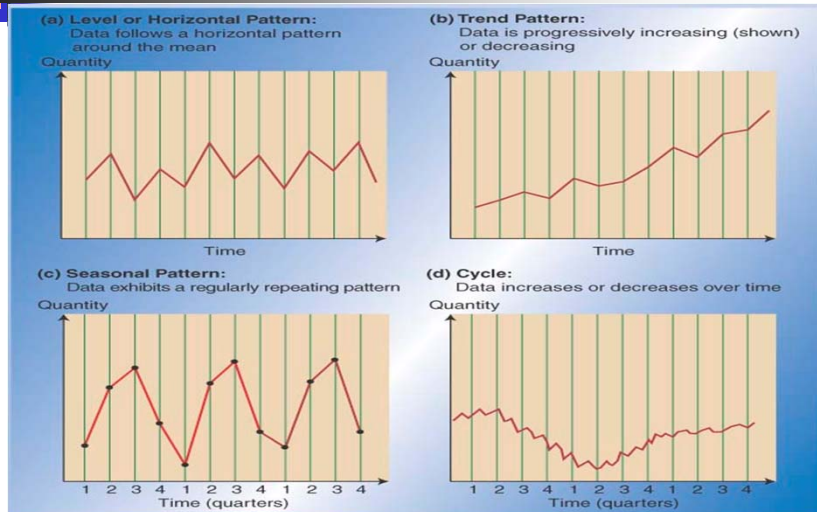 (a) Level or Horizontal Pattern:
Data follows a horizontal pattern
around the mean
Quantity
Time
(b) Trend Pattern:
Data is progressively increasing (shown)
or decreasing
Quantity
Time
(c) Seasonal Pattern:
Data exhibits a regularly repeating pattern
Quantity
1 2 3 4 1 2 3 4 1 2 3 4
Time (quarters)
(d) Cycle:
Data increases or decreases over time
Quantity
1 2 3 4 1 2 3 4 1 2 3 4
Time (quarters)